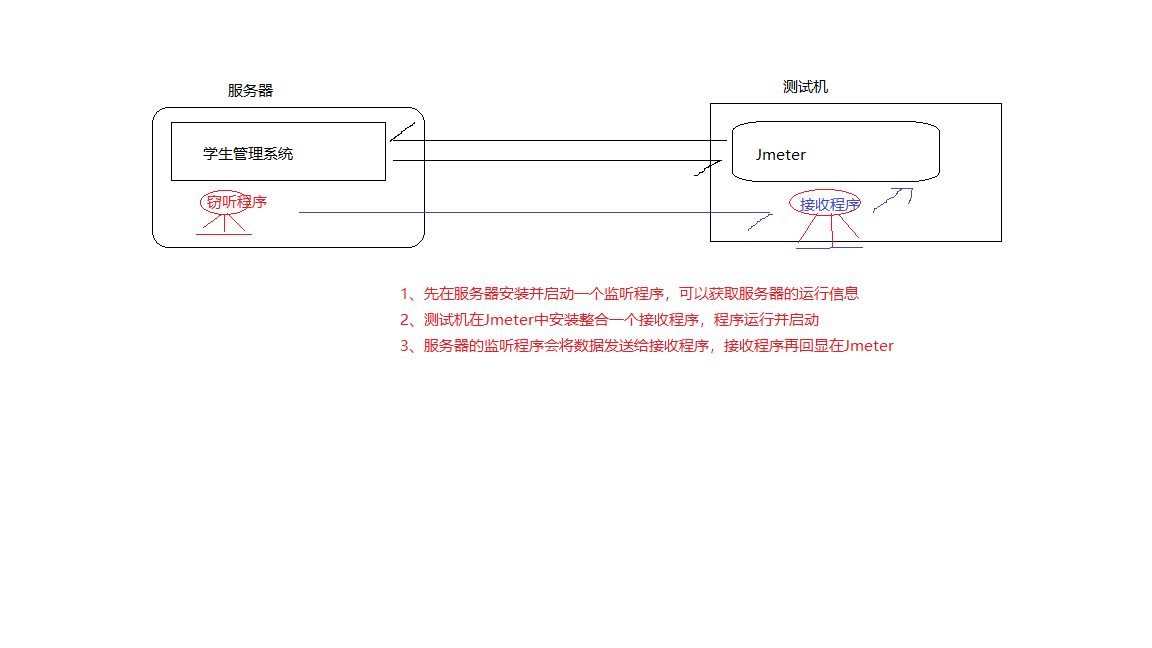 服务器
测试机
学生管理系统
Jmeter
窃听程序
接收程序
1、先在服务器安装并启动一个监听程序，可以获取服务器的运行信息
2、测试机在Jmeter中安装整合一个接收程序，程序运行并启动
3、服务器的监听程序会将数据发送给接收程序，接收程序再回显在Jmeter